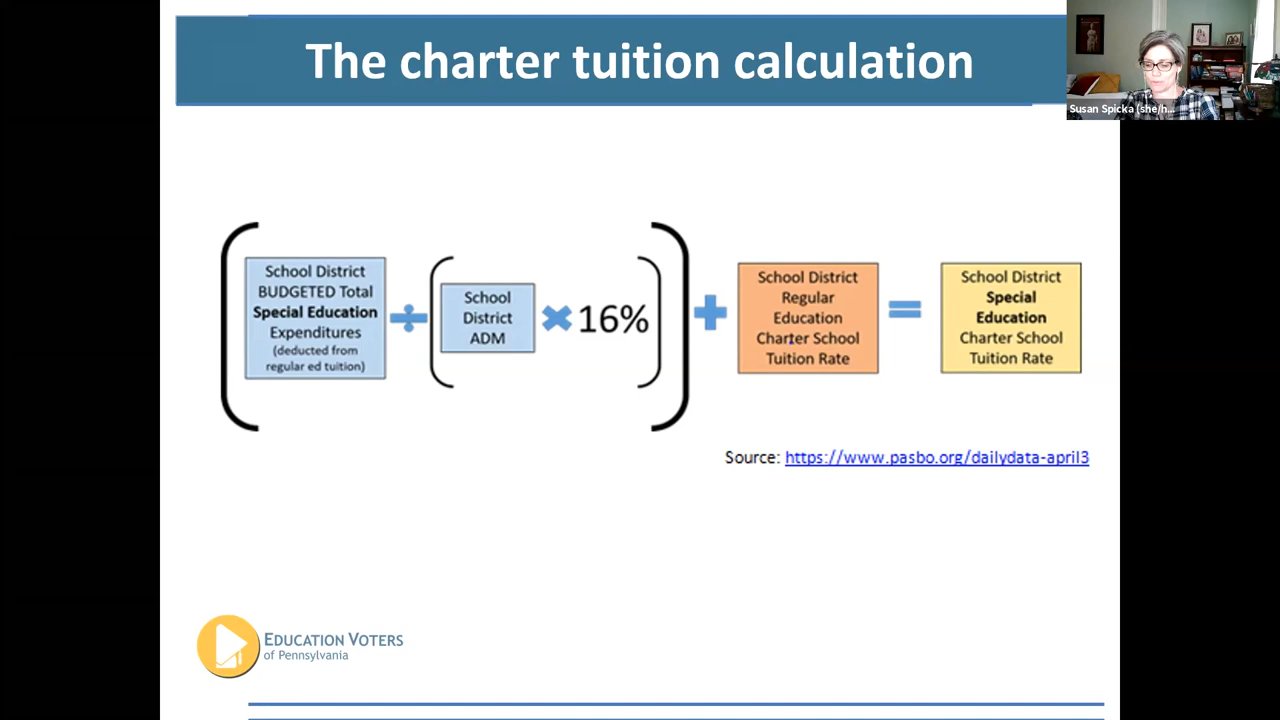 The charter tuition calculation
Susan Spicka (she/h...
School District
BUDGETED Total
Special Education
Expenditures
(deducted from
regular ed tuition)
÷
School
District
ADM
✖ 16%
+
School District
Regular
Education
Charter School
Tuition Rate
=
School District
Special
Education
Charter School
Tuition Rate
Source: https://www.pasbo.org/dailydata-april3
EDUCATION VOTERS
of Pennsylvania